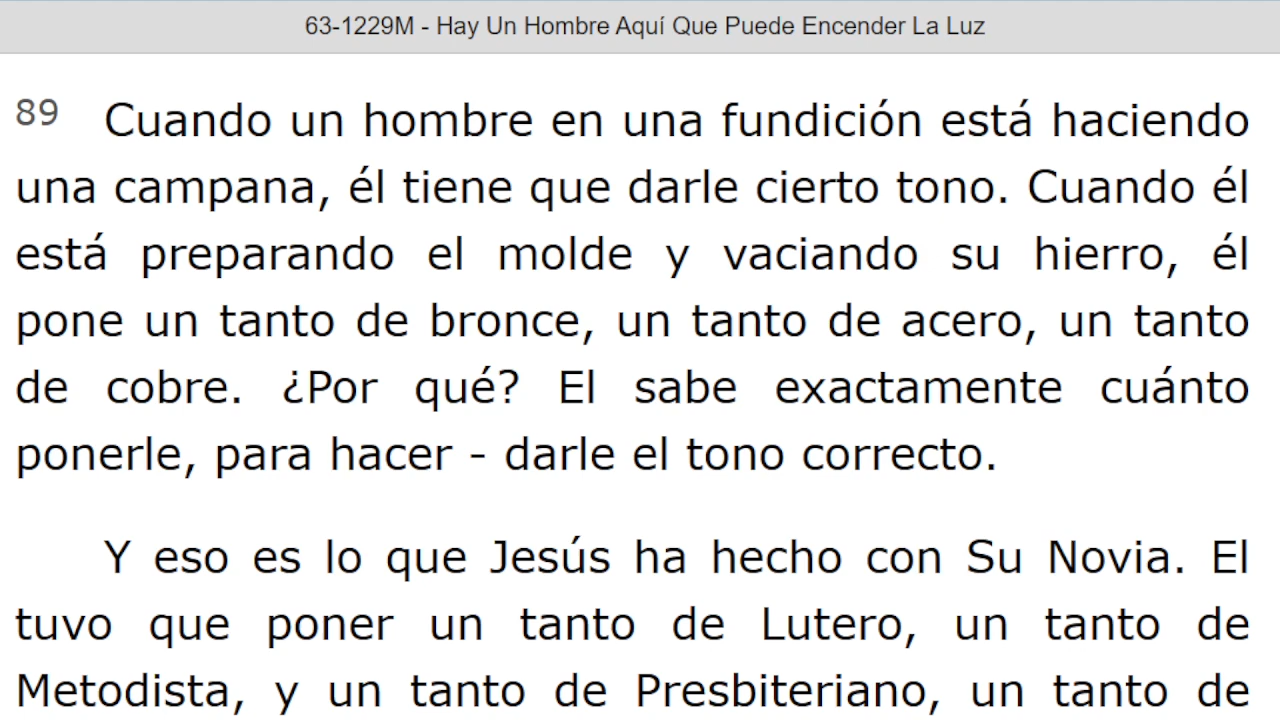 63-1229M - Hay Un Hombre Aquí Que Puede Encender La Luz
89 Cuando un hombre en una fundición está haciendo
una campana, él tiene que darle cierto tono. Cuando él
está preparando el molde y vaciando su hierro, él
pone un tanto de bronce, un tanto de acero, un tanto
de cobre. ¿Por qué? El sabe exactamente cuánto
ponerle, para hacer - darle el tono correcto.
Y eso es lo que Jesús ha hecho con Su Novia. El
tuvo que poner un tanto de Lutero, un tanto de
Metodista, y un tanto de Presbiteriano, un tanto de